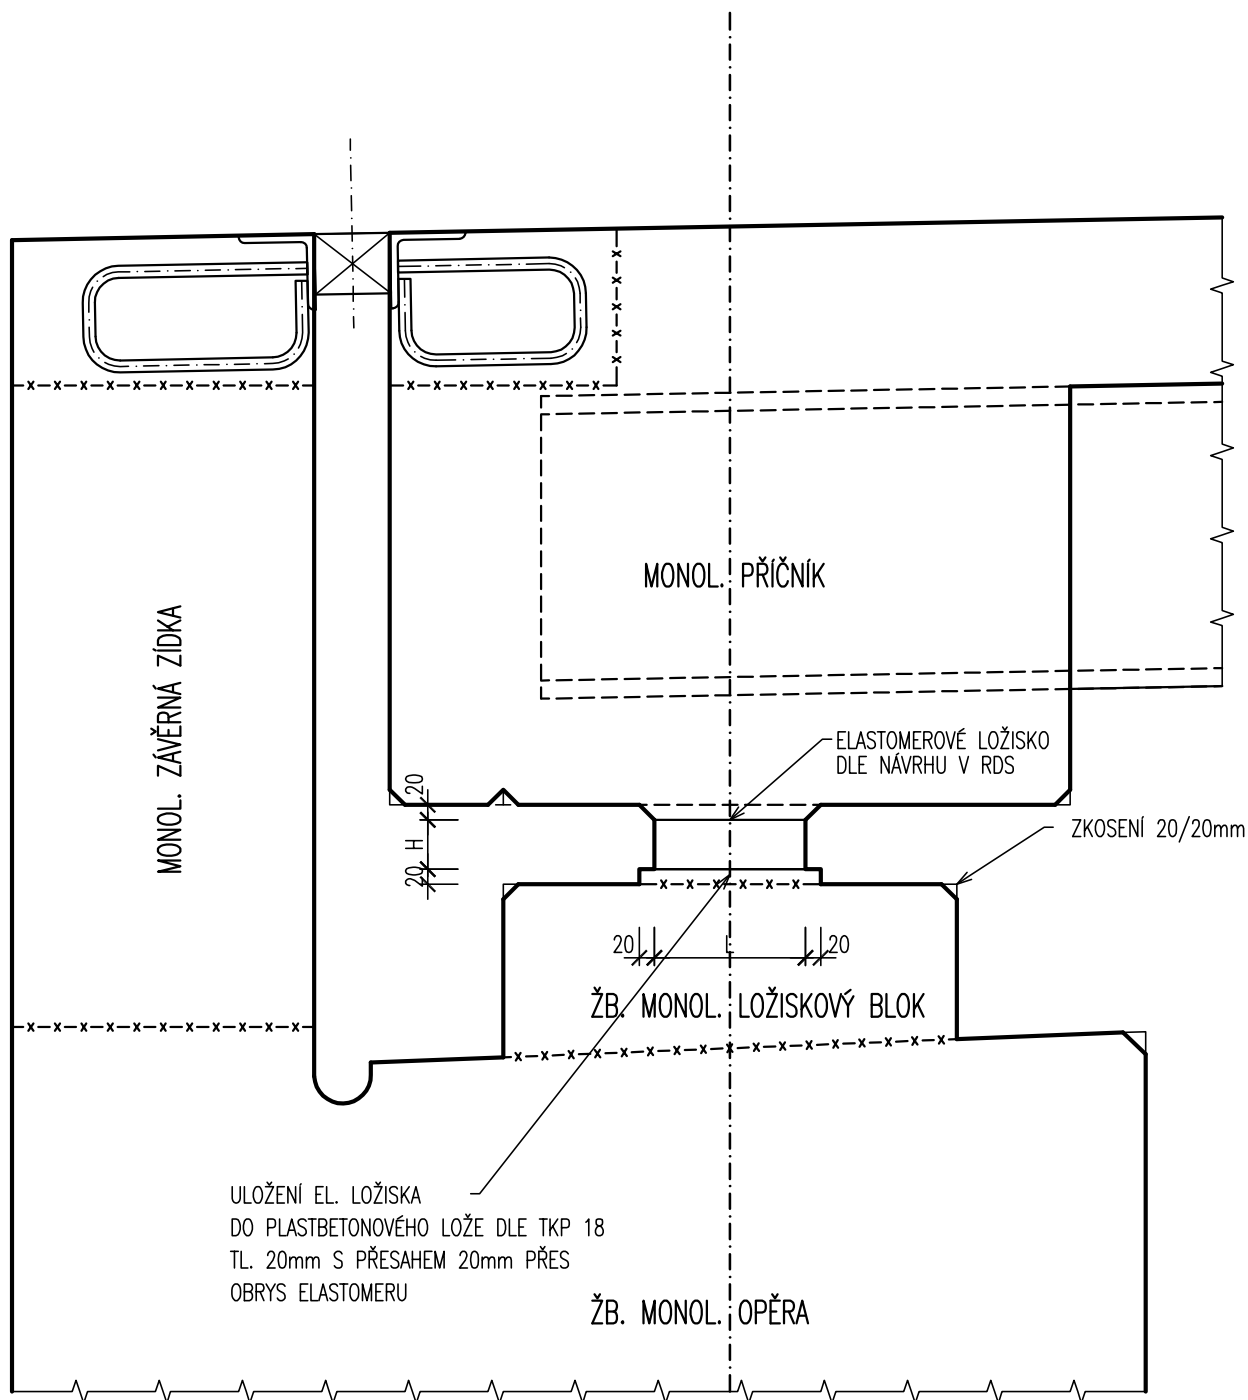 MONOL. PŘÍČNÍK
MONOL. ZÁVĚRNÁ ZÍDKA
ELASTOMEROVÉ LOŽISKO
DLE NÁVRHU V RDS
20
H
20
ZKOSENÍ 20/20mm
20 L 20
ŽB. MONOL. LOŽISKOVÝ BLOK
ULOŽENÍ EL. LOŽISKA
DO PLASTBETONOVÉHO LOŽE DLE TKP 18
TL. 20mm S PŘESAHEM 20mm PŘES
OBRYS ELASTOMERU
ŽB. MONOL. OPĚRA